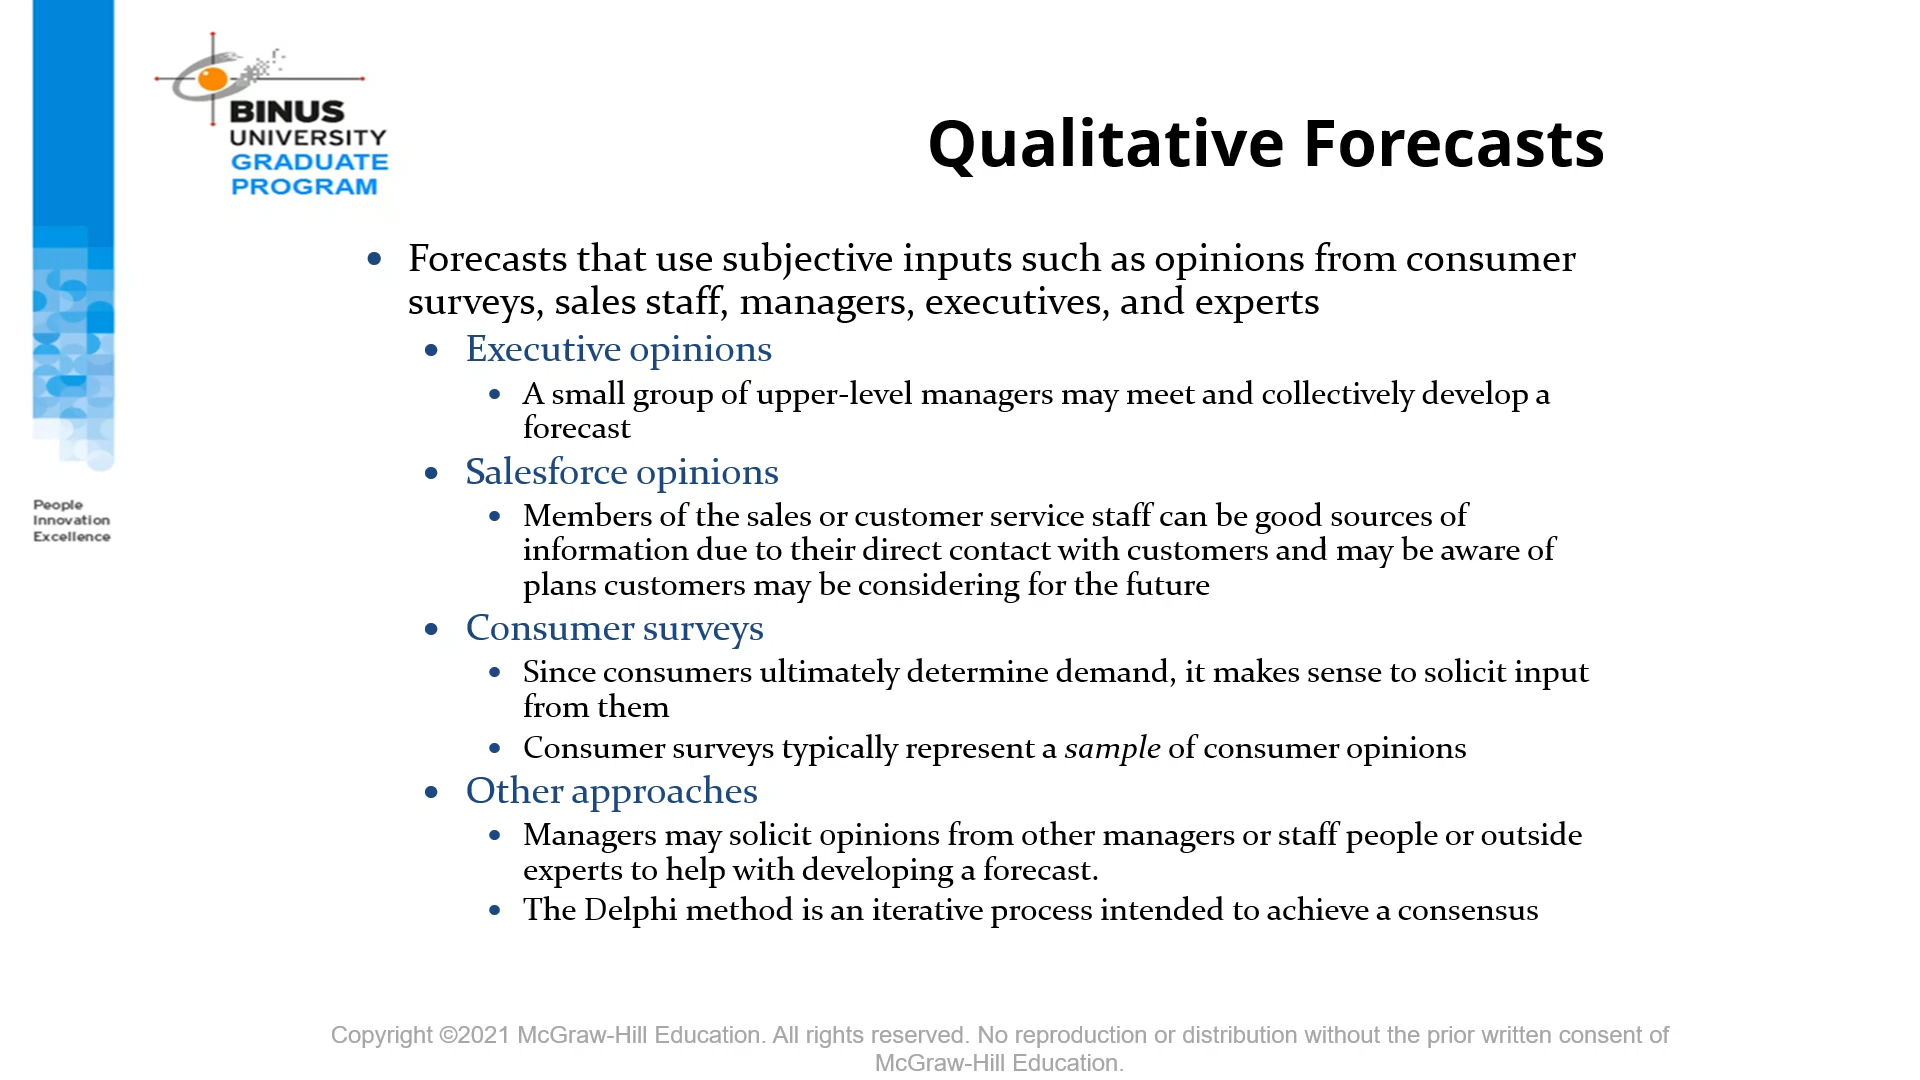 BINUS
UNIVERSITY
GRADUATE
PROGRAM
Qualitative Forecasts
• Forecasts that use subjective inputs such as opinions from consumer
surveys, sales staff, managers, executives, and experts
• Executive opinions
• A small group of upper-level managers may meet and collectively develop a
forecast
• Salesforce opinions
• Members of the sales or customer service staff can be good sources of
information due to their direct contact with customers and may be aware of
plans customers may be considering for the future
• Consumer surveys
• Since consumers ultimately determine demand, it makes sense to solicit input
from them
• Consumer surveys typically represent a sample of consumer opinions
• Other approaches
• Managers may solicit opinions from other managers or staff people or outside
experts to help with developing a forecast.
• The Delphi method is an iterative process intended to achieve a consensus
People
Innovation
Excellence
Copyright ©2021 McGraw-Hill Education. All rights reserved. No reproduction or distribution without the prior written consent of
McGraw-Hill Education.